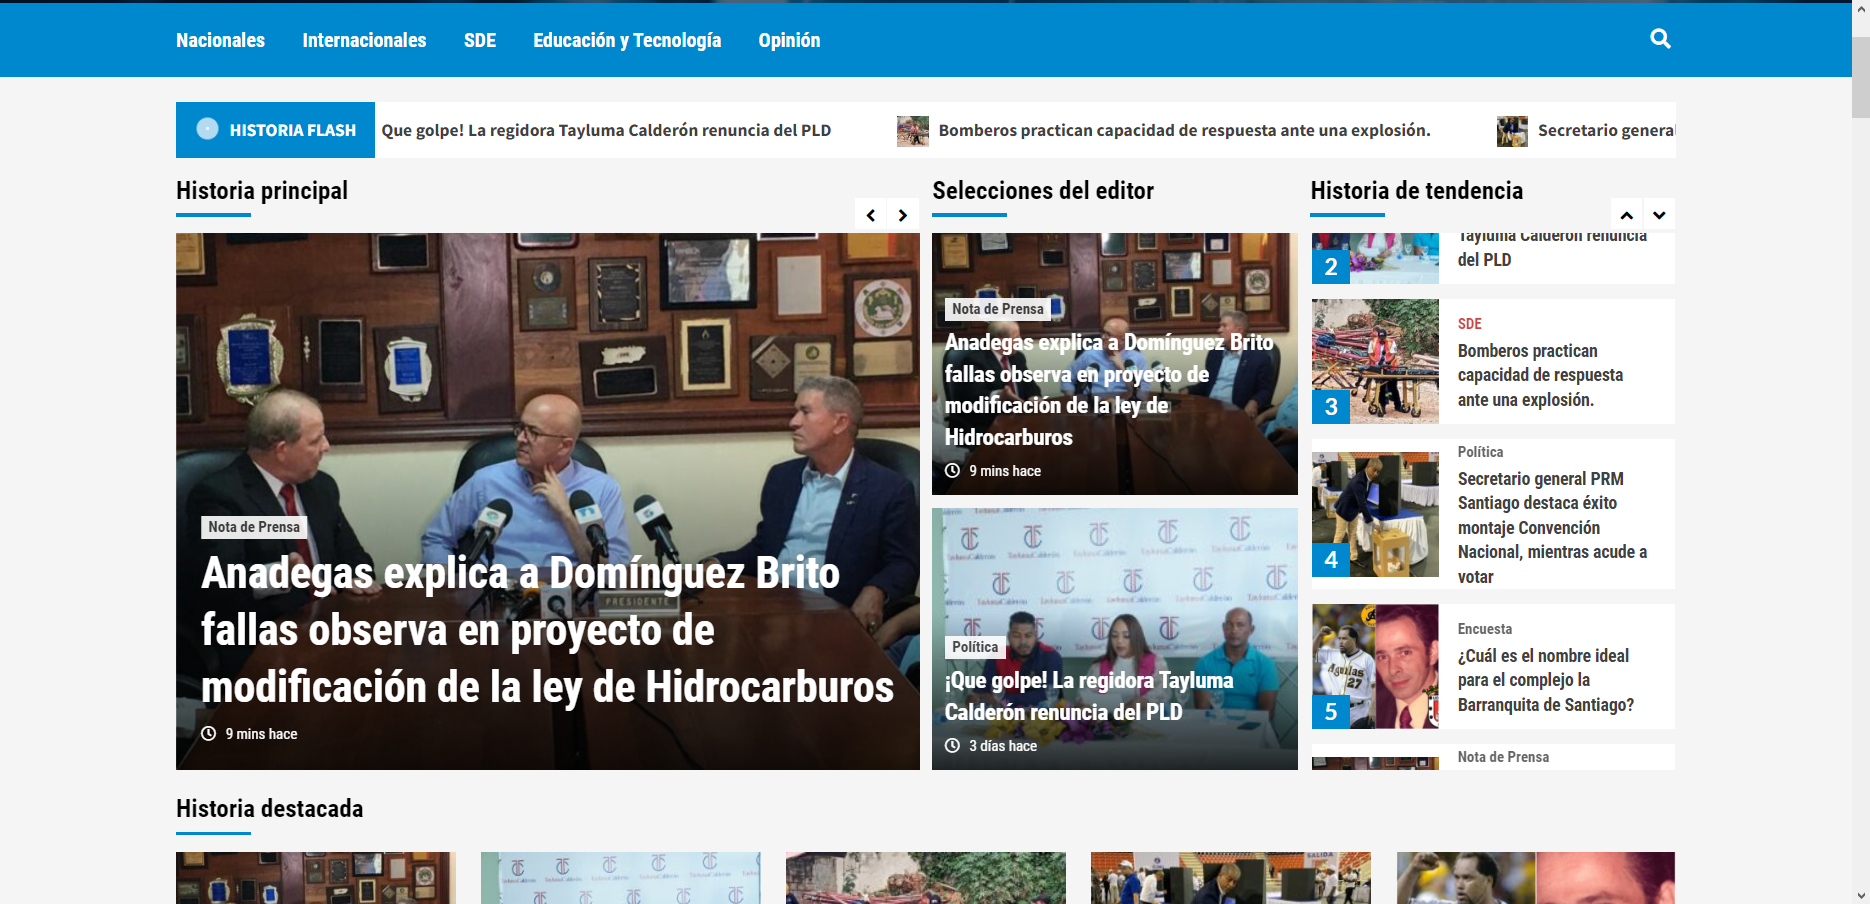 Nacionales Internacionales SDE Educación y Tecnología Opinión
HISTORIA FLASH Que golpe! La regidora Tayluma Calderón renuncia del PLD Bomberos practican capacidad de respuesta ante una explosión. Secretario general
Historia principal
Nota de Prensa
Anadegas explica a Domínguez Brito
fallas observa en proyecto de
modificación de la ley de Hidrocarburos
9 mins hace
PRESIDENTE
Selecciones del editor
Nota de Prensa
Anadegas explica a Domínguez Brito
fallas observa en proyecto de
modificación de la ley de
Hidrocarburos
9 mins hace
Política
¡Que golpe! La regidora Tayluma
Calderón renuncia del PLD
3 días hace
Historia de tendencia
Tayluma Calderón renuncia
del PLD
2
SDE
Bomberos practican
capacidad de respuesta
ante una explosión.
3
Política
Secretario general PRM
Santiago destaca éxito
montaje Convención
Nacional, mientras acude a
votar
4
Encuesta
¿Cuál es el nombre ideal
para el complejo la
Barranquita de Santiago?
5
Aguilas
27
Nota de Prensa
Historia destacada
SALIDA